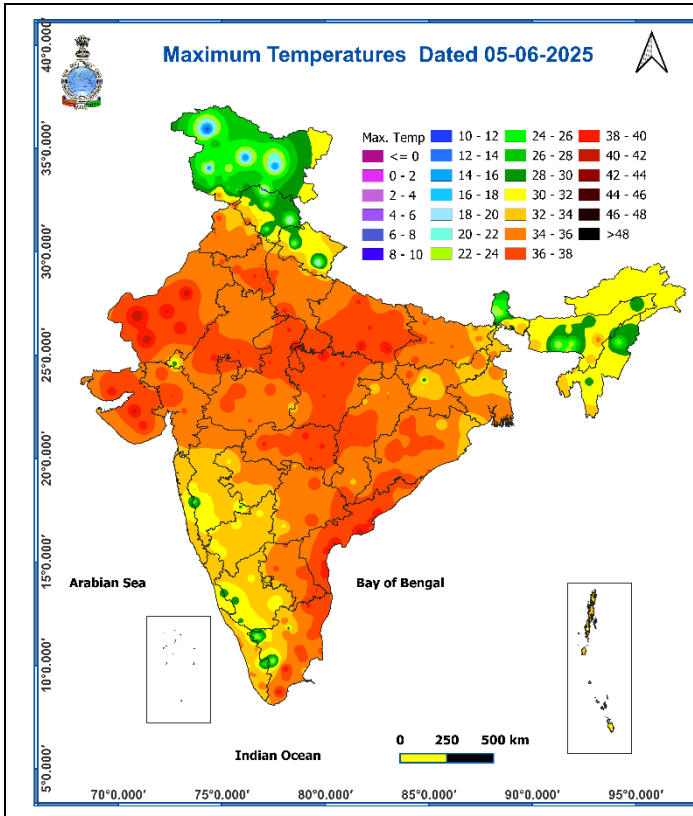 Maximum Temperatures Dated 05-06-2025
Max. Temp
<= 0
0 - 2
2 - 4
4 - 6
6 - 8
8 - 10
10 - 12
12 - 14
14 - 16
16 - 18
18 - 20
20 - 22
22 - 24
24 - 26
26 - 28
28 - 30
30 - 32
32 - 34
34 - 36
36 - 38
38 - 40
40 - 42
42 - 44
44 - 46
46 - 48
>48
40°0.000'
35°0.000'
30°0.000'
25°0.000'
20°0.000'
15°0.000'
10°0.000'
5°0.000'
Arabian Sea
Bay of Bengal
Indian Ocean
0 250 500 km
70°0.000' 75°0.000' 80°0.000' 85°0.000' 90°0.000' 95°0.000'